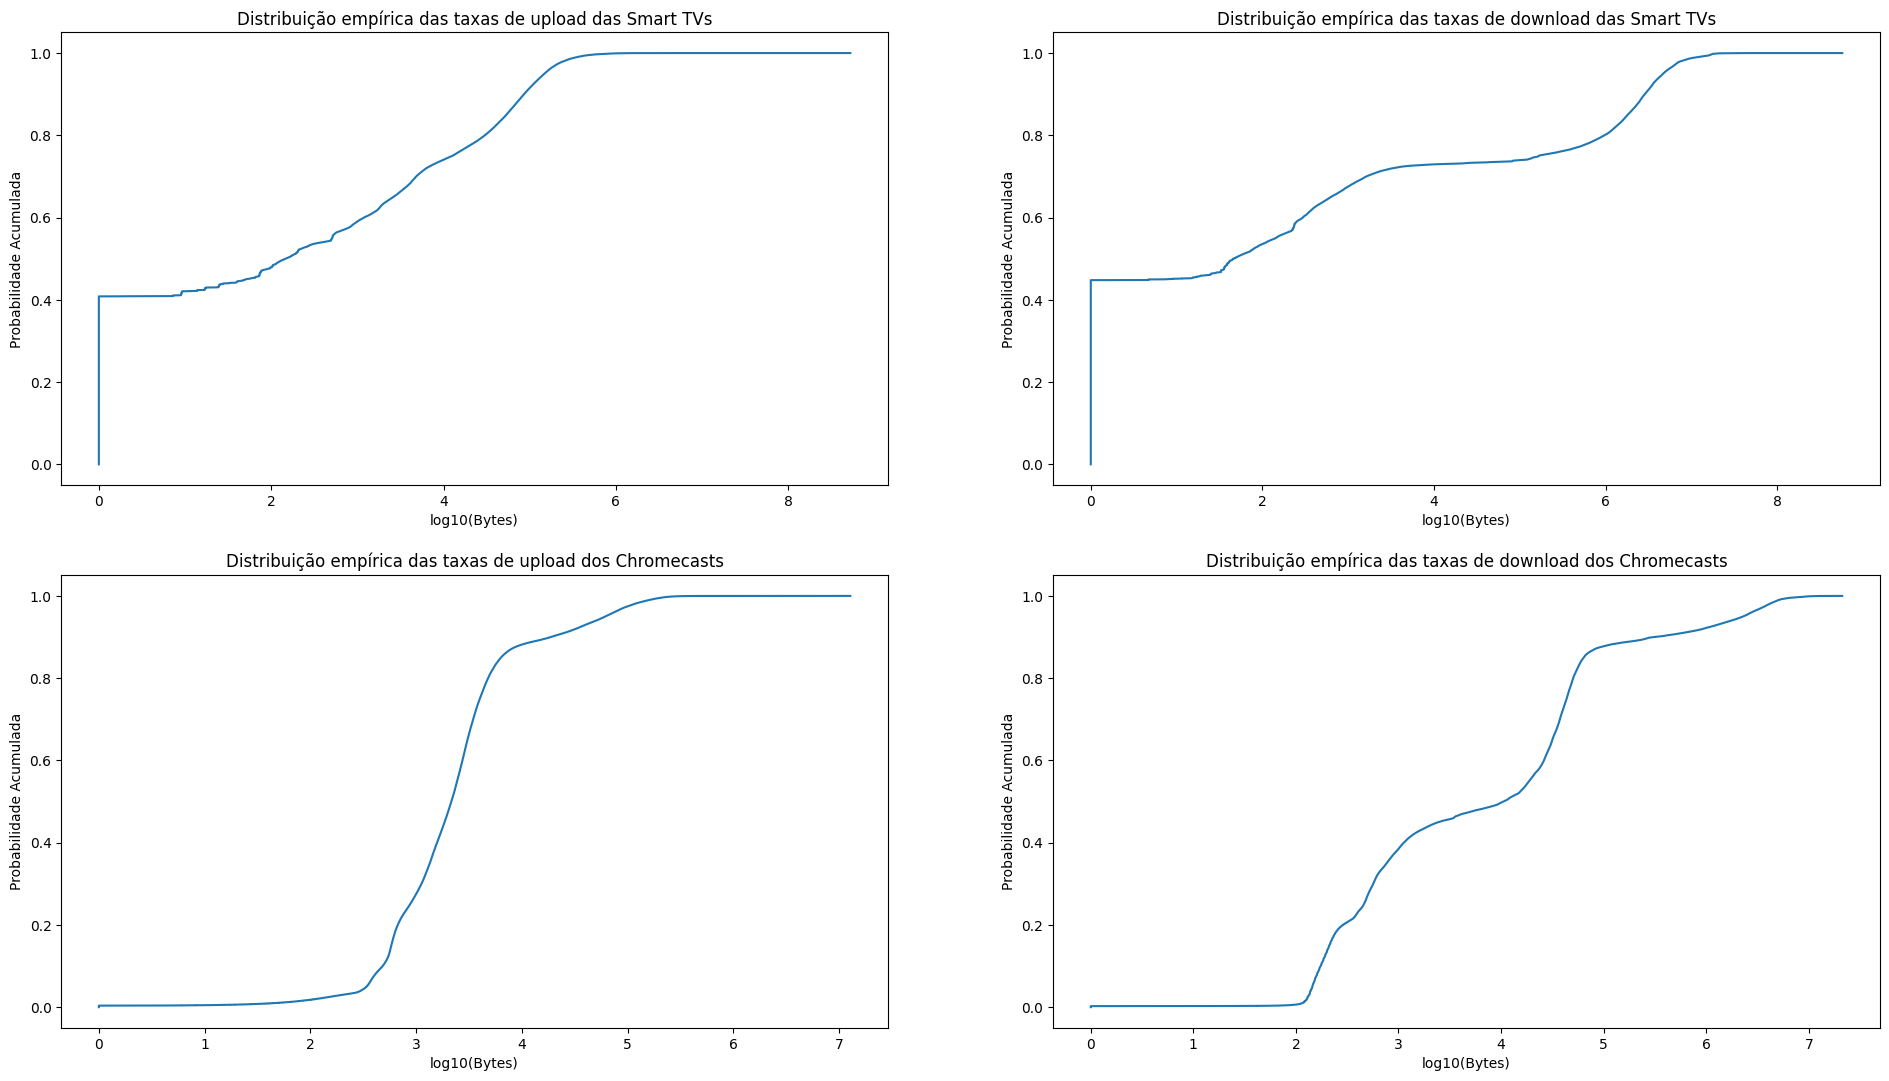 Distribuição empírica das taxas de upload das Smart TVs
Probabilidade Acumulada
1.0
0.8
0.6
0.4
0.2
0.0
0 2 4 6 8
log10(Bytes)
Distribuição empírica das taxas de download das Smart TVs
Probabilidade Acumulada
1.0
0.8
0.6
0.4
0.2
0.0
0 2 4 6 8
log10(Bytes)
Distribuição empírica das taxas de upload dos Chromecasts
Probabilidade Acumulada
1.0
0.8
0.6
0.4
0.2
0.0
0 1 2 3 4 5 6 7
log10(Bytes)
Distribuição empírica das taxas de download dos Chromecasts
Probabilidade Acumulada
1.0
0.8
0.6
0.4
0.2
0.0
0 1 2 3 4 5 6 7
log10(Bytes)